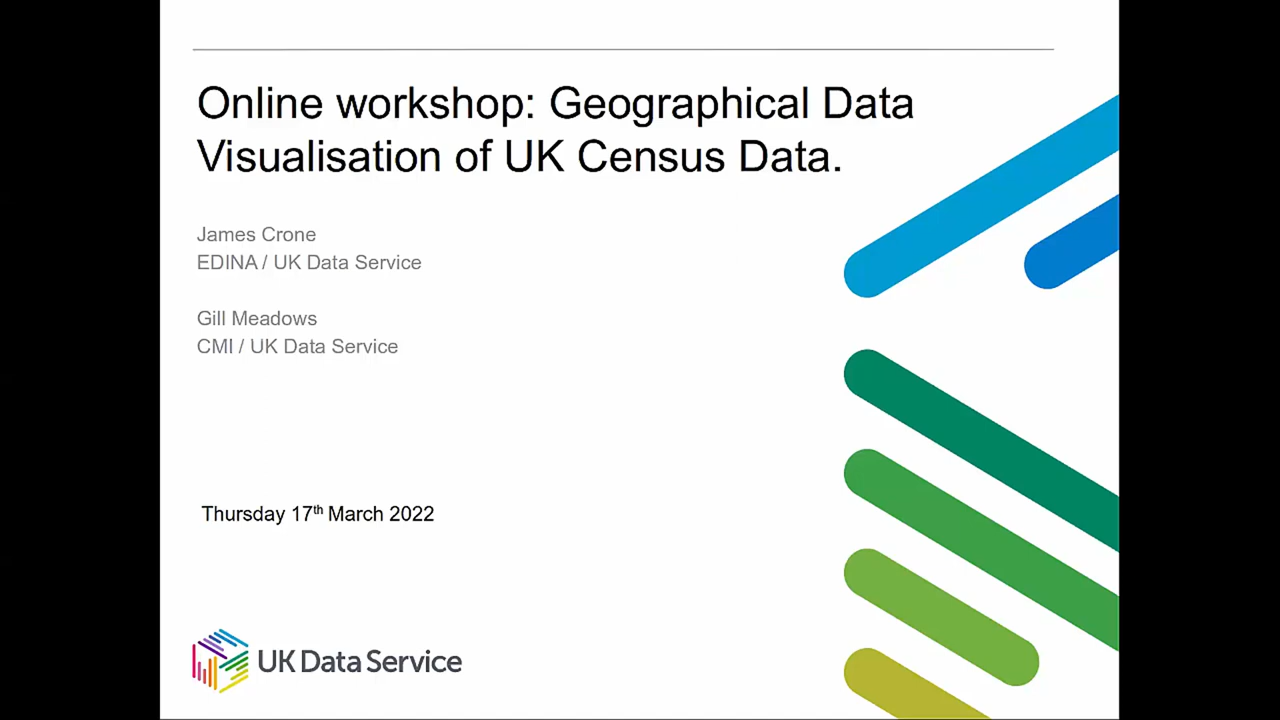 Online workshop: Geographical Data
Visualisation of UK Census Data.
James Crone
EDINA / UK Data Service
Gill Meadows
CMI / UK Data Service
Thursday 17th March 2022
UK Data Service